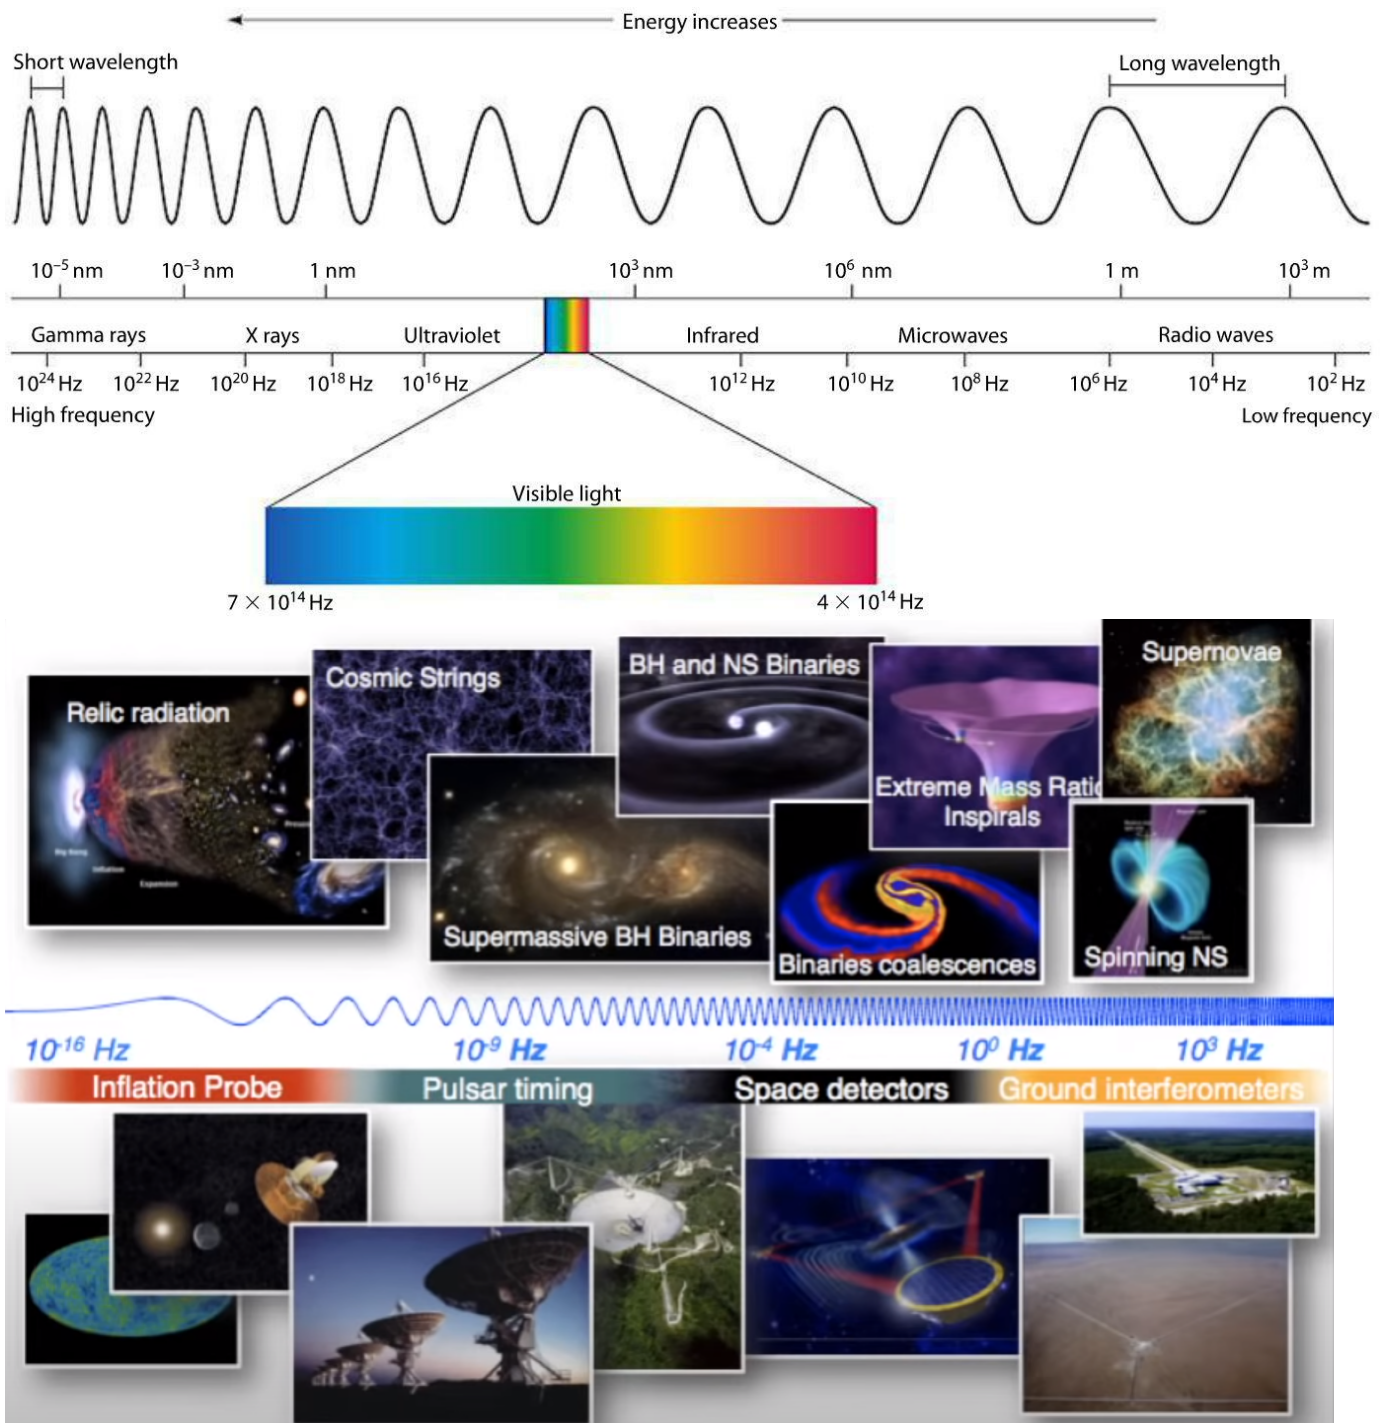 Energy increases
Short wavelength
Long wavelength
10⁻⁵ nm 10⁻³ nm 1 nm 10³ nm 10⁶ nm 1 m 10³ m
Gamma rays X rays Ultraviolet Infrared Microwaves Radio waves
10²⁴ Hz 10²² Hz 10²⁰ Hz 10¹⁸ Hz 10¹⁶ Hz 10¹² Hz 10¹⁰ Hz 10⁸ Hz 10⁶ Hz 10⁴ Hz 10² Hz
High frequency Low frequency
Visible light
7 × 10¹⁴ Hz 4 × 10¹⁴ Hz
Relic radiation
Big Bang
Inflation
Expansion
Cosmic Strings
Supermassive BH Binaries
BH and NS Binaries
Binaries coalescences
Extreme Mass Ratio
Inspirals
Supernovae
Spinning NS
10⁻¹⁶ Hz 10⁻⁹ Hz 10⁻⁴ Hz 10⁰ Hz 10³ Hz
Inflation Probe Pulsar timing Space detectors Ground interferometers